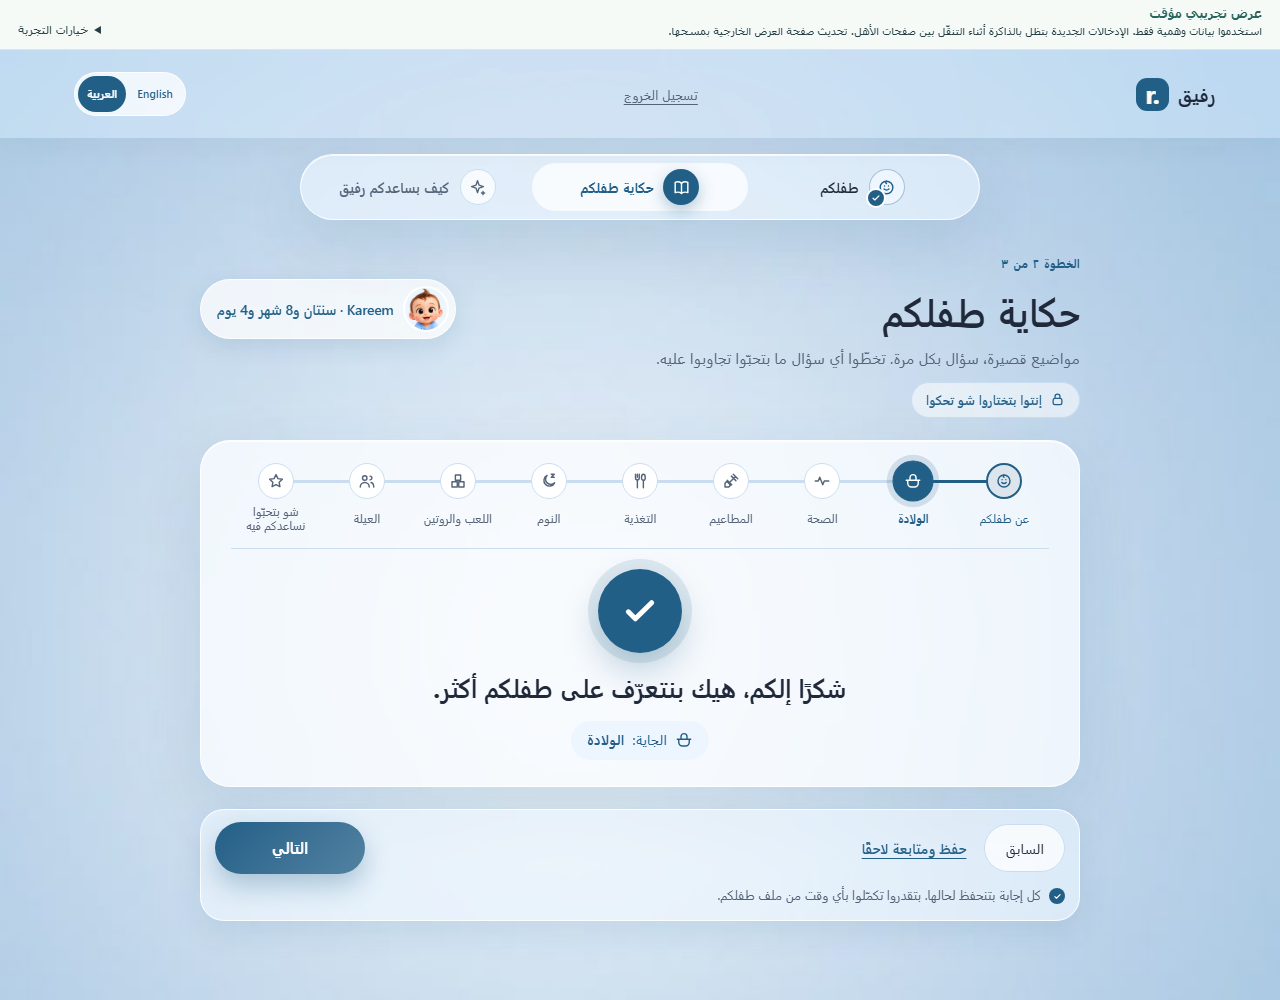 عرض تجريبي مؤقت
استخدموا بيانات وهمية فقط. الإدخالات الجديدة بتظل بالذاكرة أثناء التنقّل بين صفحات الأهل. تحديث صفحة العرض الخارجية بمسحها.
خيارات التجربة
رفيق
r.
تسجيل الخروج
English
العربية
طفلكم
حكاية طفلكم
كيف بساعدكم رفيق
الخطوة ٢ من ٣
حكاية طفلكم
مواضيع قصيرة، سؤال بكل مرة. تخطّوا أي سؤال ما بتحبّوا تجاوبوا عليه.
إنتوا بتختاروا شو تحكوا
Kareem · سنتان و8 شهر و4 يوم
عن طفلكم
الولادة
الصحة
المطاعيم
التغذية
النوم
اللعب والروتين
العيلة
شو بتحبّوا
نساعدكم فيه
شكرًا إلكم، هيك بنتعرّف على طفلكم أكثر.
الجاية: الولادة
السابق
حفظ ومتابعة لاحقًا
التالي
كل إجابة بتنحفظ لحالها. بتقدروا تكمّلوا بأي وقت من ملف طفلكم.